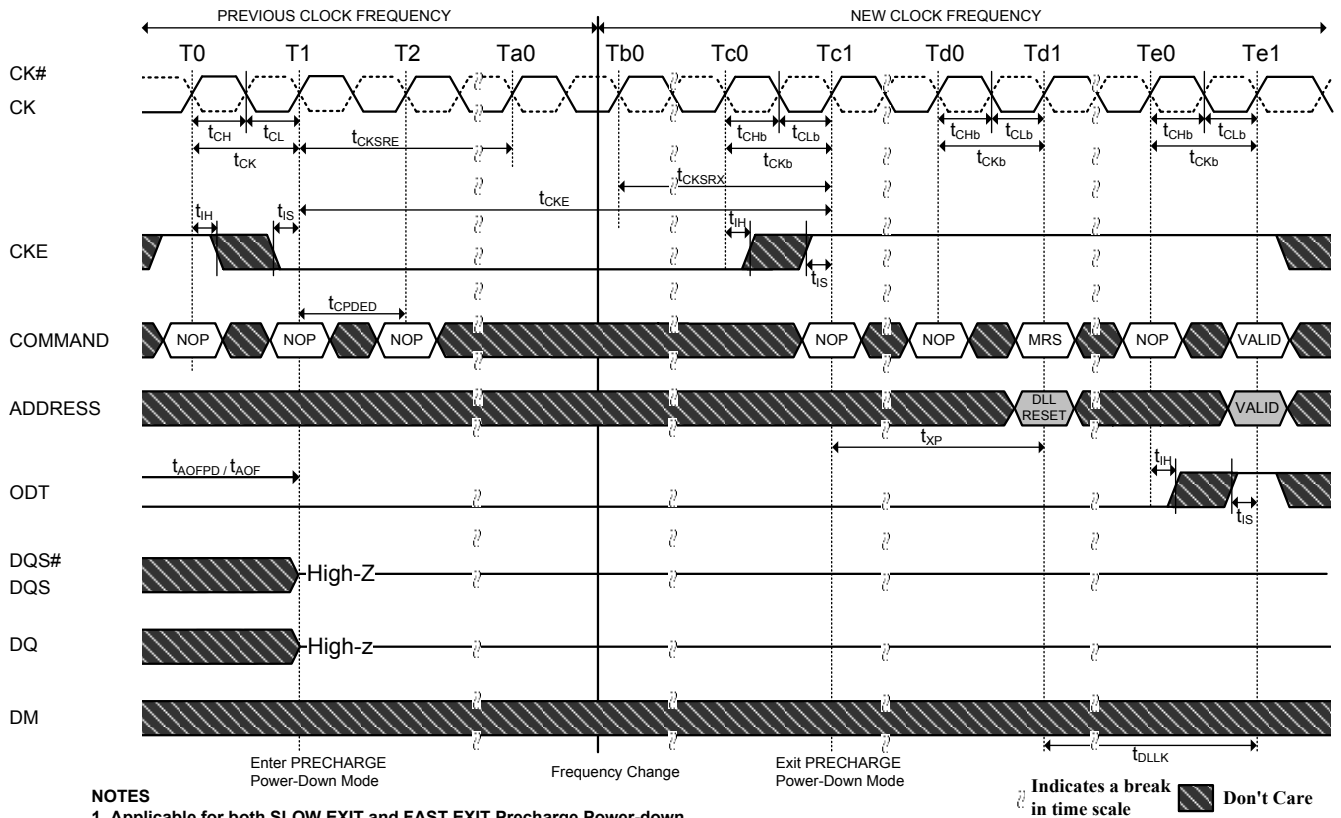 PREVIOUS CLOCK FREQUENCY NEW CLOCK FREQUENCY
T0 T1 T2 Ta0 Tb0 Tc0 Tc1 Td0 Td1 Te0 Te1
CK#
CK
tCH tCL tCHb tCLb tCHb tCLb tCHb tCLb
tCK tCKSRE tCKb tCKb tCKb
tCKSRX
tCKE
tIH tIS tIH
CKE
tIS
tCPDED
COMMAND NOP NOP NOP NOP NOP MRS NOP VALID
ADDRESS DLL RESET VALID
tXP
tAOFPD / tAOF tIH
ODT
tIS
DQS#
DQS High-Z
DQ High-z
DM
tDLLK
Enter PRECHARGE
Power-Down Mode
Frequency Change
Exit PRECHARGE
Power-Down Mode
Indicates a break
in time scale
Don't Care
NOTES
1. Applicable for both SLOW EXIT and FAST EXIT Precharge Power-down